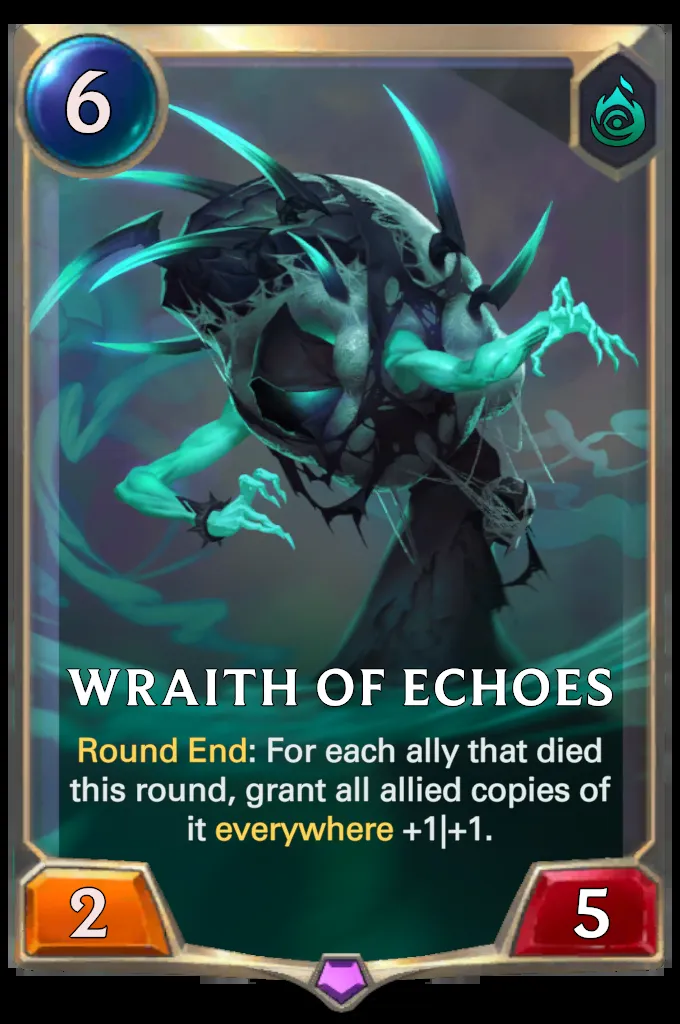 6
WRAITH OF ECHOES
Round End: For each ally that died
this round, grant all allied copies of
it everywhere +1|+1.
2
5